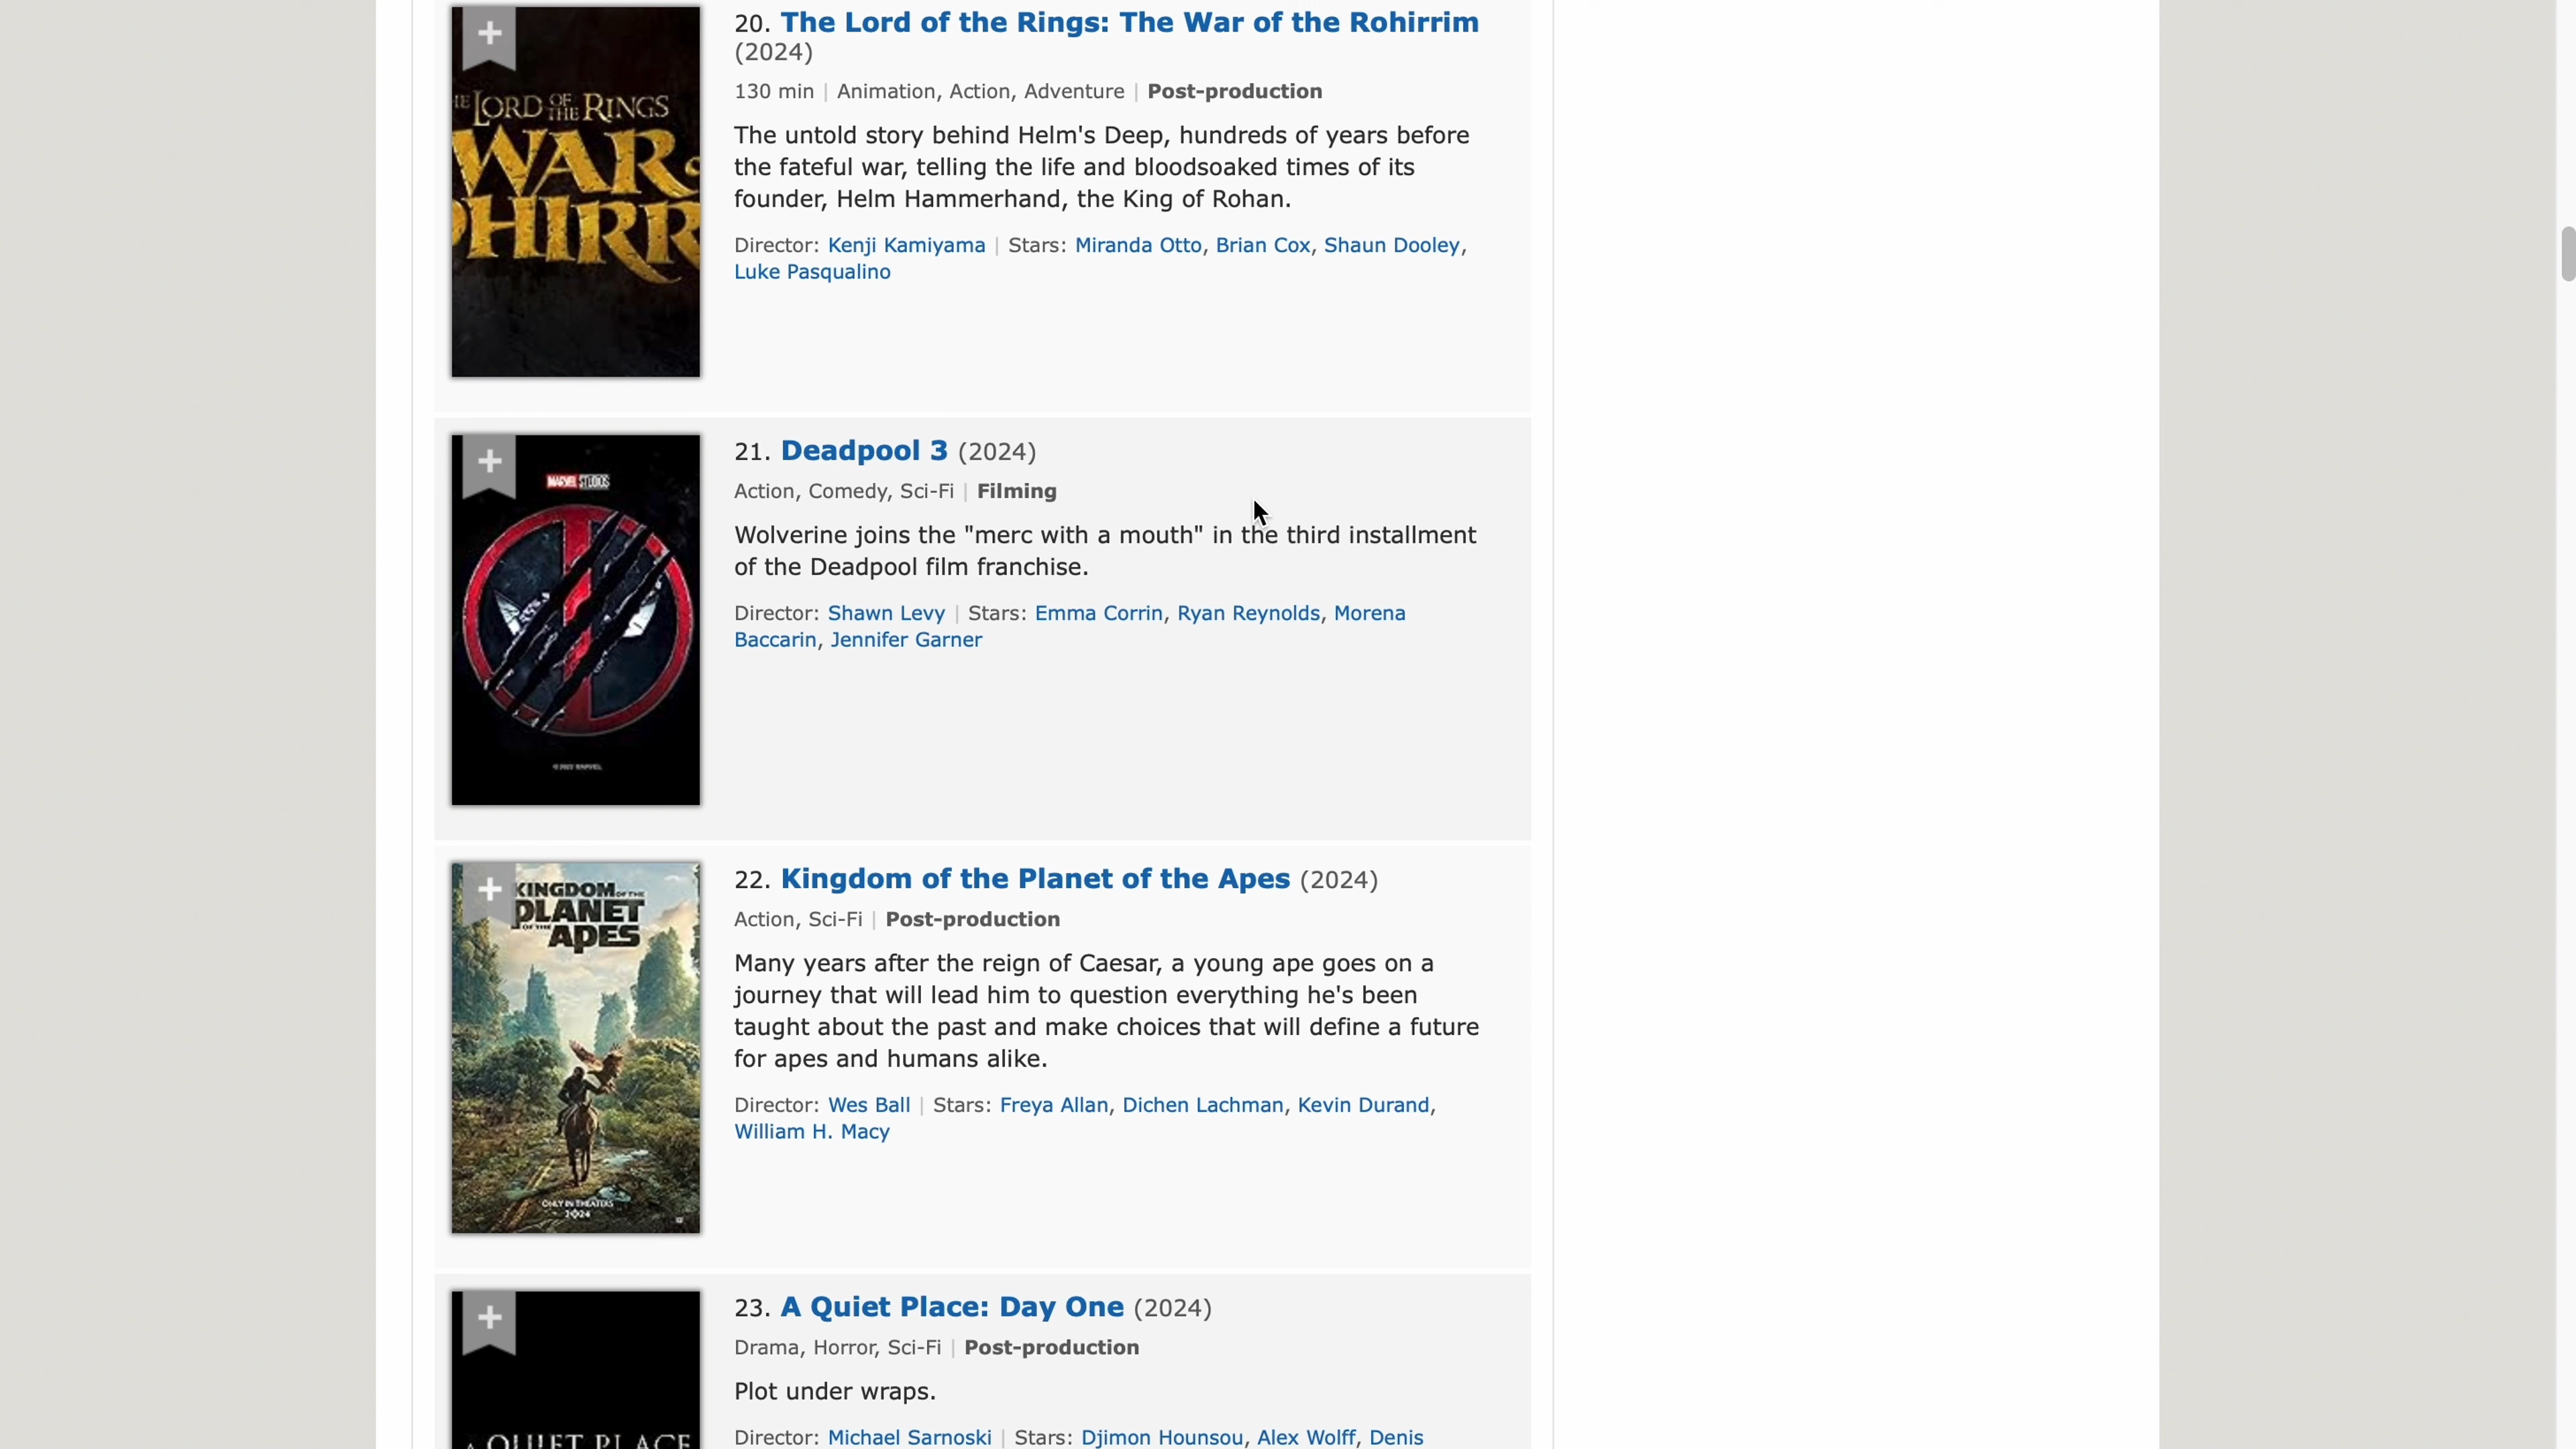 20. The Lord of the Rings: The War of the Rohirrim
(2024)
130 min | Animation, Action, Adventure | Post-production
The untold story behind Helm's Deep, hundreds of years before
the fateful war, telling the life and bloodsoaked times of its
founder, Helm Hammerhand, the King of Rohan.
Director: Kenji Kamiyama | Stars: Miranda Otto, Brian Cox, Shaun Dooley,
Luke Pasqualino
HE LORD OF THE RINGS
WAR
OHIRR
21. Deadpool 3 (2024)
Action, Comedy, Sci-Fi | Filming
Wolverine joins the "merc with a mouth" in the third installment
of the Deadpool film franchise.
Director: Shawn Levy | Stars: Emma Corrin, Ryan Reynolds, Morena
Baccarin, Jennifer Garner
MARVEL STUDIOS
22. Kingdom of the Planet of the Apes (2024)
Action, Sci-Fi | Post-production
Many years after the reign of Caesar, a young ape goes on a
journey that will lead him to question everything he's been
taught about the past and make choices that will define a future
for apes and humans alike.
Director: Wes Ball | Stars: Freya Allan, Dichen Lachman, Kevin Durand,
William H. Macy
KINGDOM OF THE
PLANET
OF THE APES
ONLY IN THEATERS
2024
23. A Quiet Place: Day One (2024)
Drama, Horror, Sci-Fi | Post-production
Plot under wraps.
Director: Michael Sarnoski | Stars: Djimon Hounsou, Alex Wolff, Denis
A QUIET PLACE